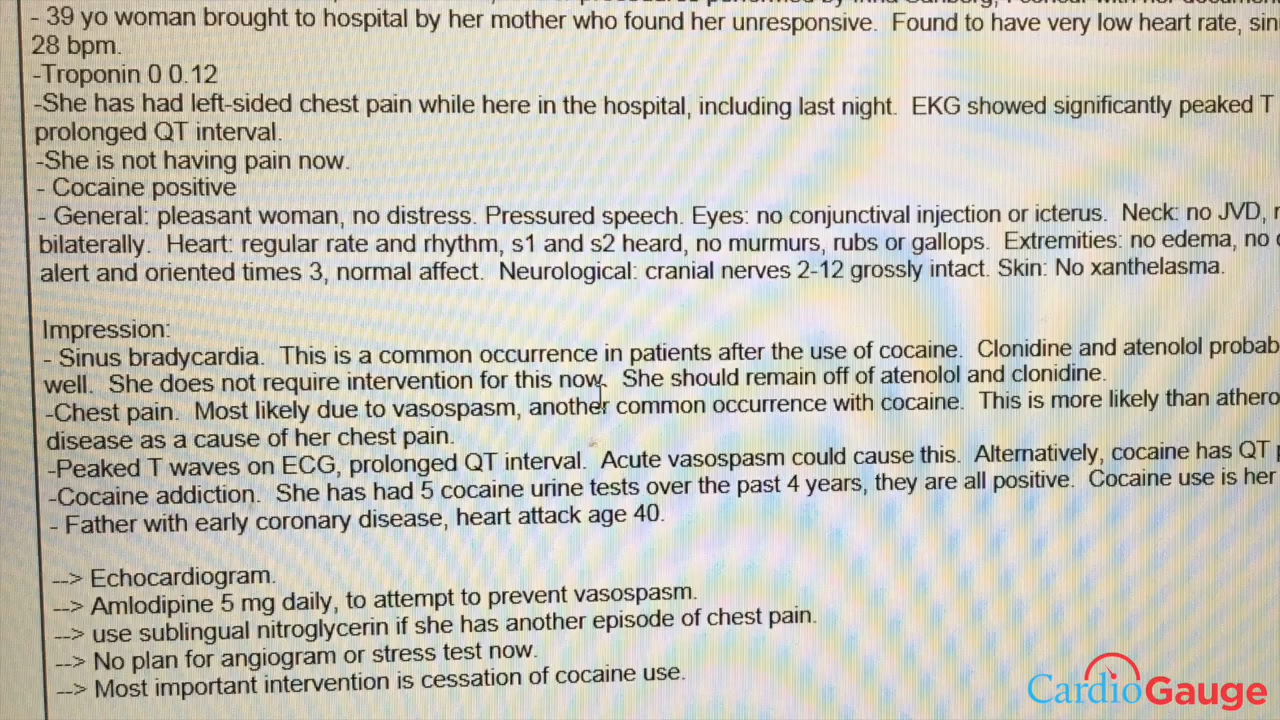 procedures performed by
- 39 yo woman brought to hospital by her mother who found her unresponsive. Found to have very low heart rate, sin
28 bpm.
-Troponin 0 0.12
-She has had left-sided chest pain while here in the hospital, including last night. EKG showed significantly peaked T
prolonged QT interval.
-She is not having pain now.
- Cocaine positive
- General: pleasant woman, no distress. Pressured speech. Eyes: no conjunctival injection or icterus. Neck: no JVD,
bilaterally. Heart: regular rate and rhythm, s1 and s2 heard, no murmurs, rubs or gallops. Extremities: no edema, no
alert and oriented times 3, normal affect. Neurological: cranial nerves 2-12 grossly intact. Skin: No xanthelasma.
Impression:
- Sinus bradycardia. This is a common occurrence in patients after the use of cocaine. Clonidine and atenolol probab
well. She does not require intervention for this now. She should remain off of atenolol and clonidine.
-Chest pain. Most likely due to vasospasm, another common occurrence with cocaine. This is more likely than athero
disease as a cause of her chest pain.
-Peaked T waves on ECG, prolonged QT interval. Acute vasospasm could cause this. Alternatively, cocaine has QT
-Cocaine addiction. She has had 5 cocaine urine tests over the past 4 years, they are all positive. Cocaine use is her
- Father with early coronary disease, heart attack age 40.
--> Echocardiogram.
--> Amlodipine 5 mg daily, to attempt to prevent vasospasm.
--> use sublingual nitroglycerin if she has another episode of chest pain.
--> No plan for angiogram or stress test now.
--> Most important intervention is cessation of cocaine use.
CardioGauge